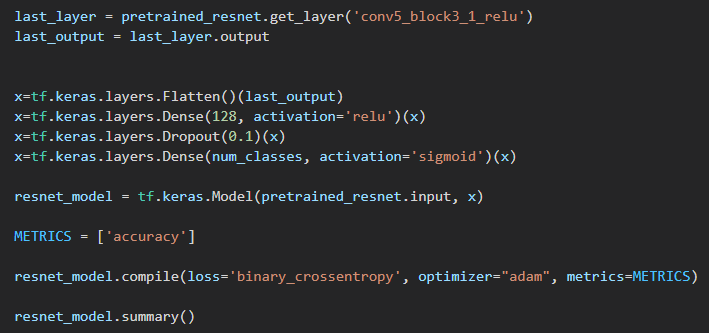 last_layer = pretrained_resnet.get_layer('conv5_block3_1_relu')
last_output = last_layer.output
x=tf.keras.layers.Flatten()(last_output)
x=tf.keras.layers.Dense(128, activation='relu')(x)
x=tf.keras.layers.Dropout(0.1)(x)
x=tf.keras.layers.Dense(num_classes, activation='sigmoid')(x)
resnet_model = tf.keras.Model(pretrained_resnet.input, x)
METRICS = ['accuracy']
resnet_model.compile(loss='binary_crossentropy', optimizer="adam", metrics=METRICS)
resnet_model.summary()